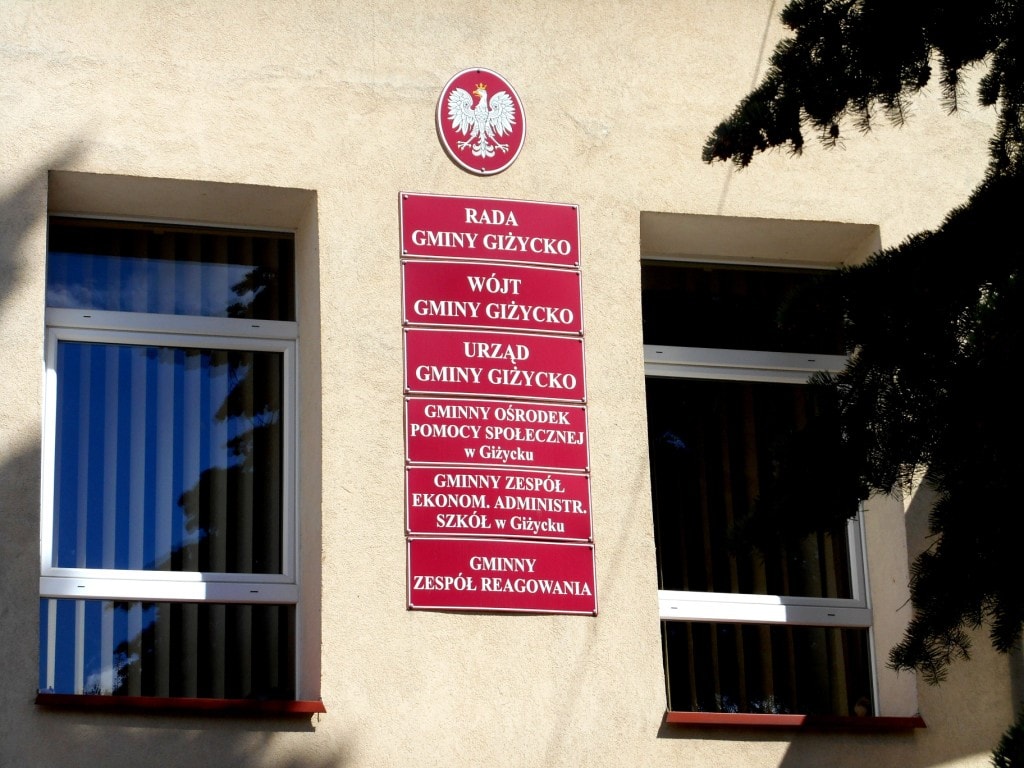 RADA
GMINY GIŻYCKO
WÓJT
GMINY GIŻYCKO
URZĄD
GMINY GIŻYCKO
GMINNY OŚRODEK
POMOCY SPOŁECZNEJ
w Giżycku
GMINNY ZESPÓŁ
EKONOM. ADMINISTR.
SZKÓŁ w Giżycku
GMINNY
ZESPÓŁ REAGOWANIA